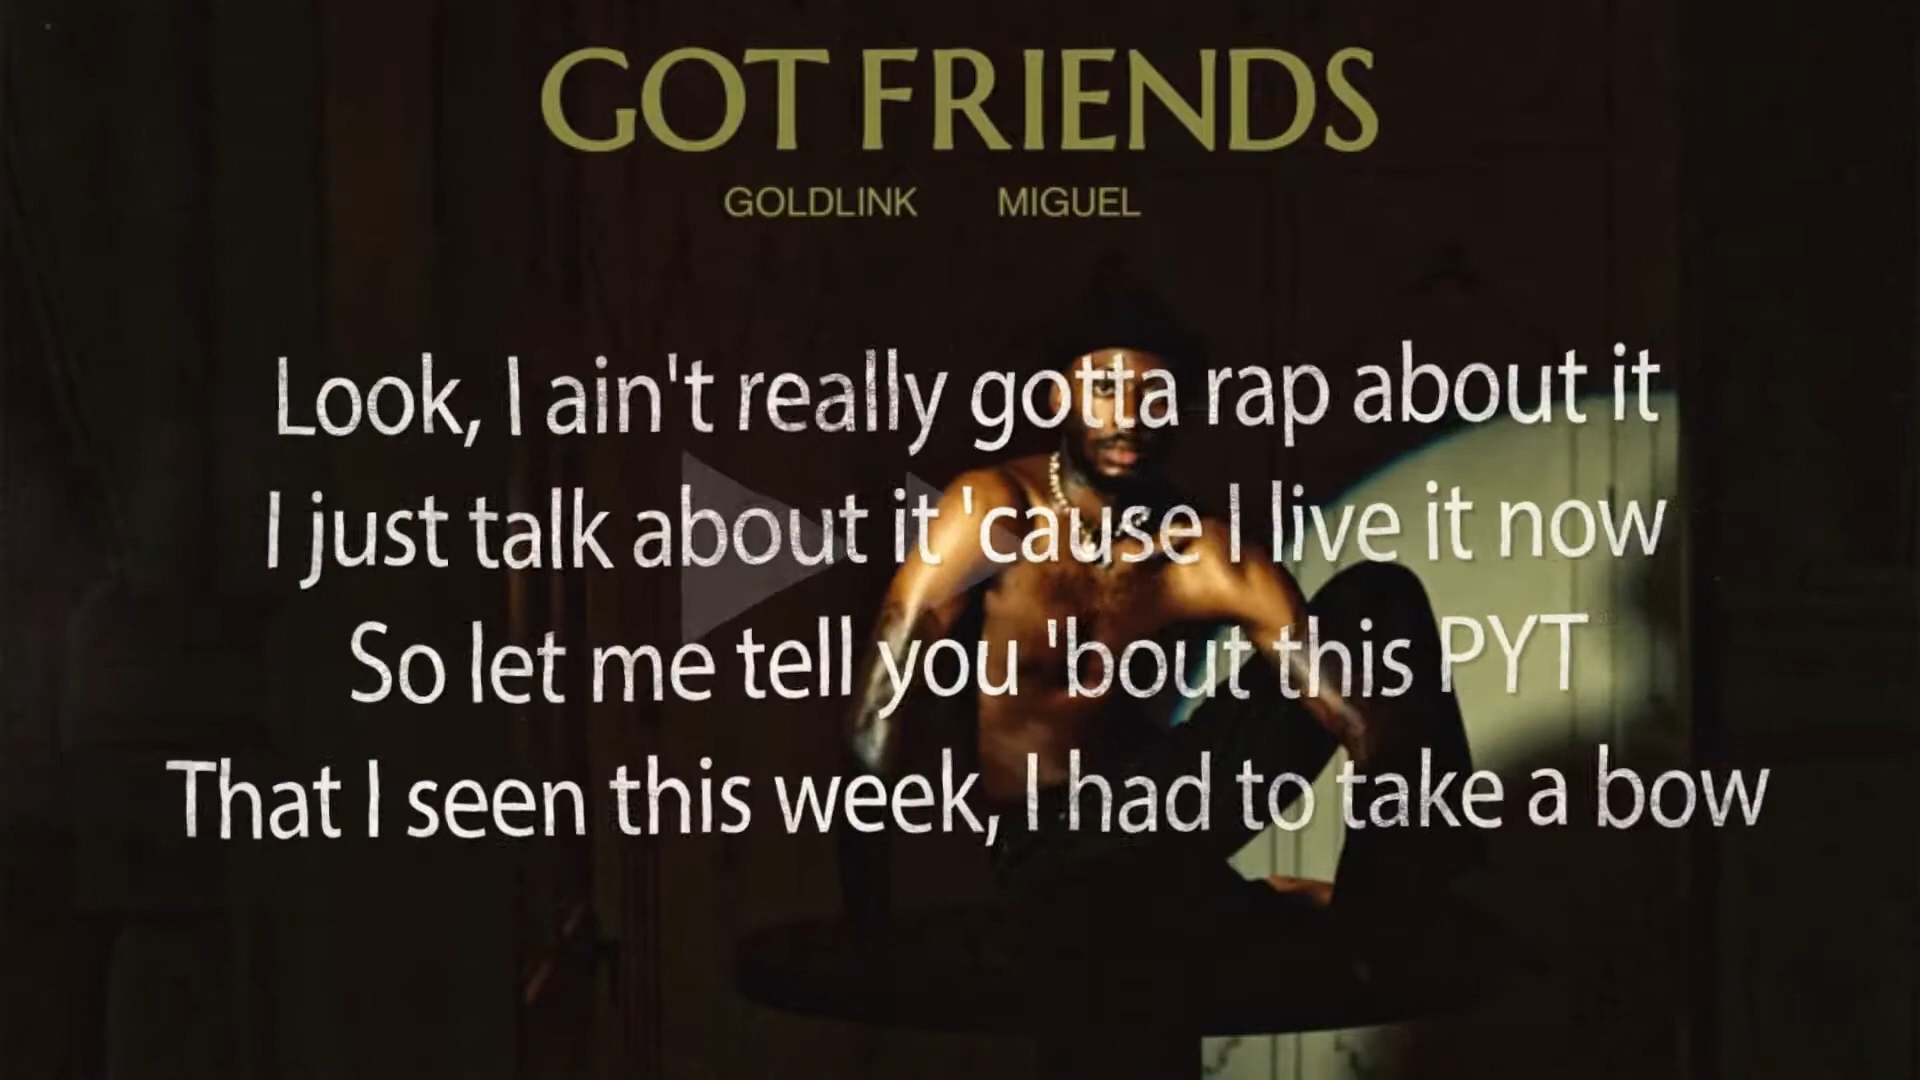 GOT FRIENDS
GOLDLINK MIGUEL
Look, I ain't really gotta rap about it
I just talk about it 'cause I live it now
So let me tell you 'bout this PYT
That I seen this week, I had to take a bow